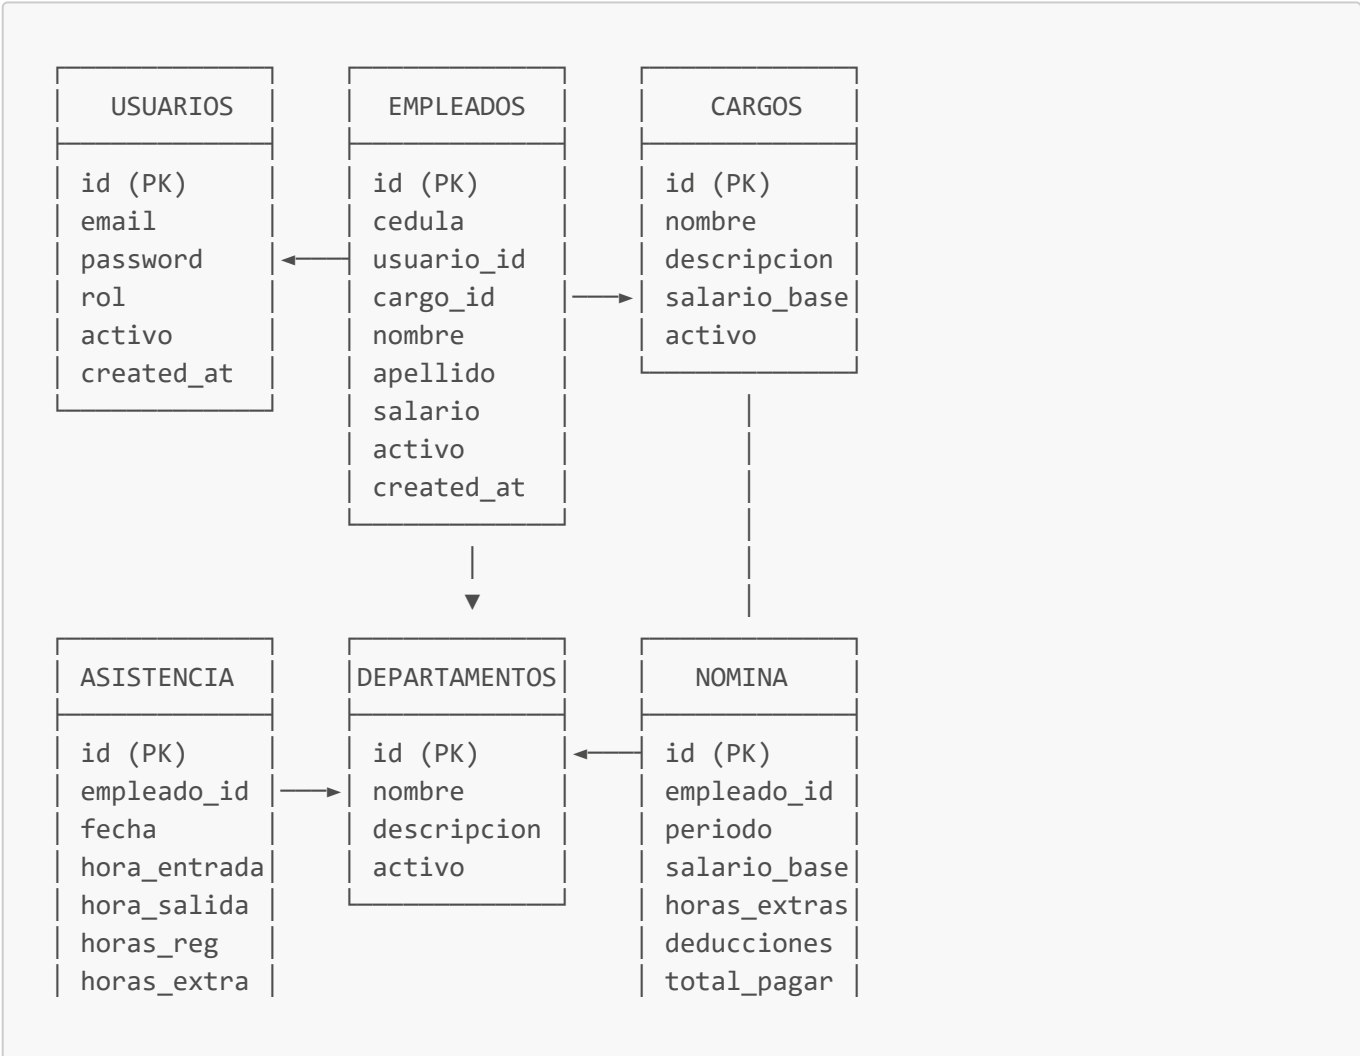 USUARIOS
id (PK)
email
password
rol
activo
created_at
EMPLEADOS
id (PK)
cedula
usuario_id
cargo_id
nombre
apellido
salario
activo
created_at
CARGOS
id (PK)
nombre
descripcion
salario_base
activo
ASISTENCIA
id (PK)
empleado_id
fecha
hora_entrada
hora_salida
horas_reg
horas_extra
DEPARTAMENTOS
id (PK)
nombre
descripcion
activo
NOMINA
id (PK)
empleado_id
periodo
salario_base
horas_extras
deducciones
total_pagar